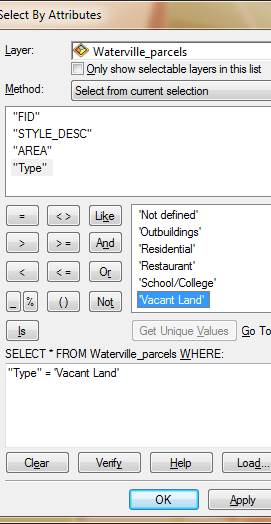 Select By Attributes
Layer: Waterville_parcels
Only show selectable layers in this list
Method: Select from current selection
"FID"
"STYLE_DESC"
"AREA"
"Type"
= < > Like
> > = And
< < = Or
_ % ( ) Not
Is
'Not defined'
'Outbuildings'
'Residential'
'Restaurant'
'School/College'
'Vacant Land'
Get Unique Values Go To
SELECT * FROM Waterville_parcels WHERE:
"Type" = 'Vacant Land'
Clear Verify Help Load...
OK Apply